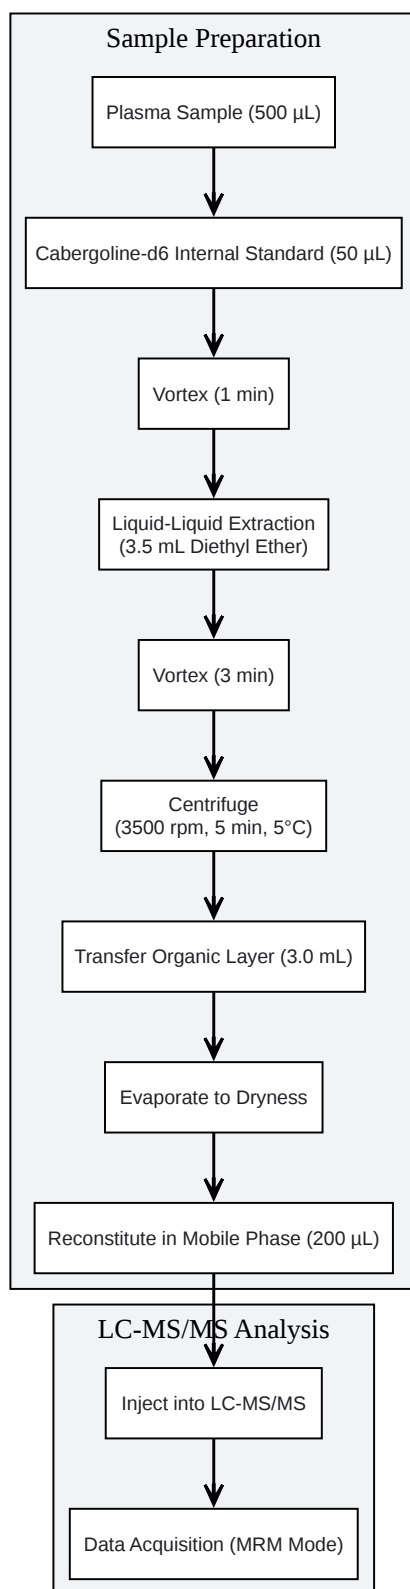 Sample Preparation
Plasma Sample (500 µL)
Cabergoline-d6 Internal Standard (50 µL)
Vortex (1 min)
Liquid-Liquid Extraction
(3.5 mL Diethyl Ether)
Vortex (3 min)
Centrifuge
(3500 rpm, 5 min, 5°C)
Transfer Organic Layer (3.0 mL)
Evaporate to Dryness
Reconstitute in Mobile Phase (200 µL)
LC-MS/MS Analysis
Inject into LC-MS/MS
Data Acquisition (MRM Mode)